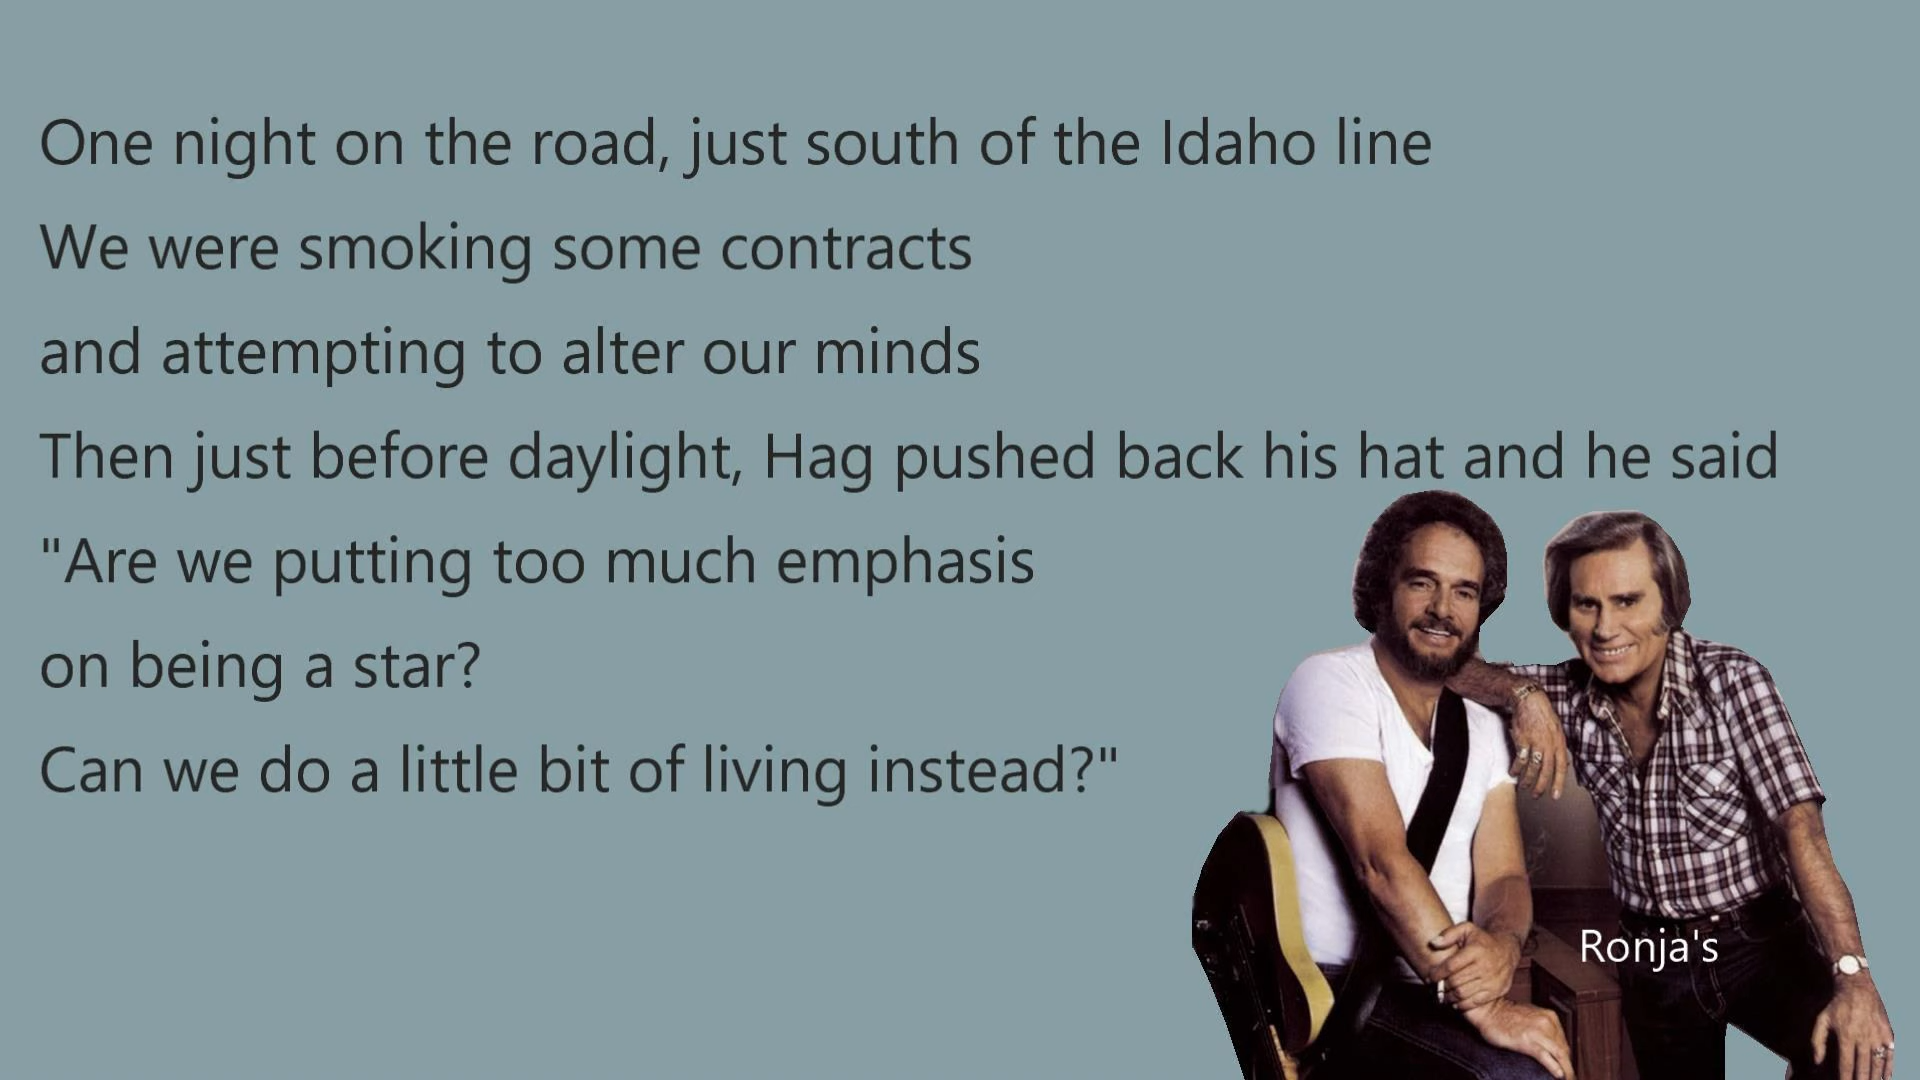 One night on the road, just south of the Idaho line
We were smoking some contracts
and attempting to alter our minds
Then just before daylight, Hag pushed back his hat and he said
"Are we putting too much emphasis
on being a star?
Can we do a little bit of living instead?"
Ronja's